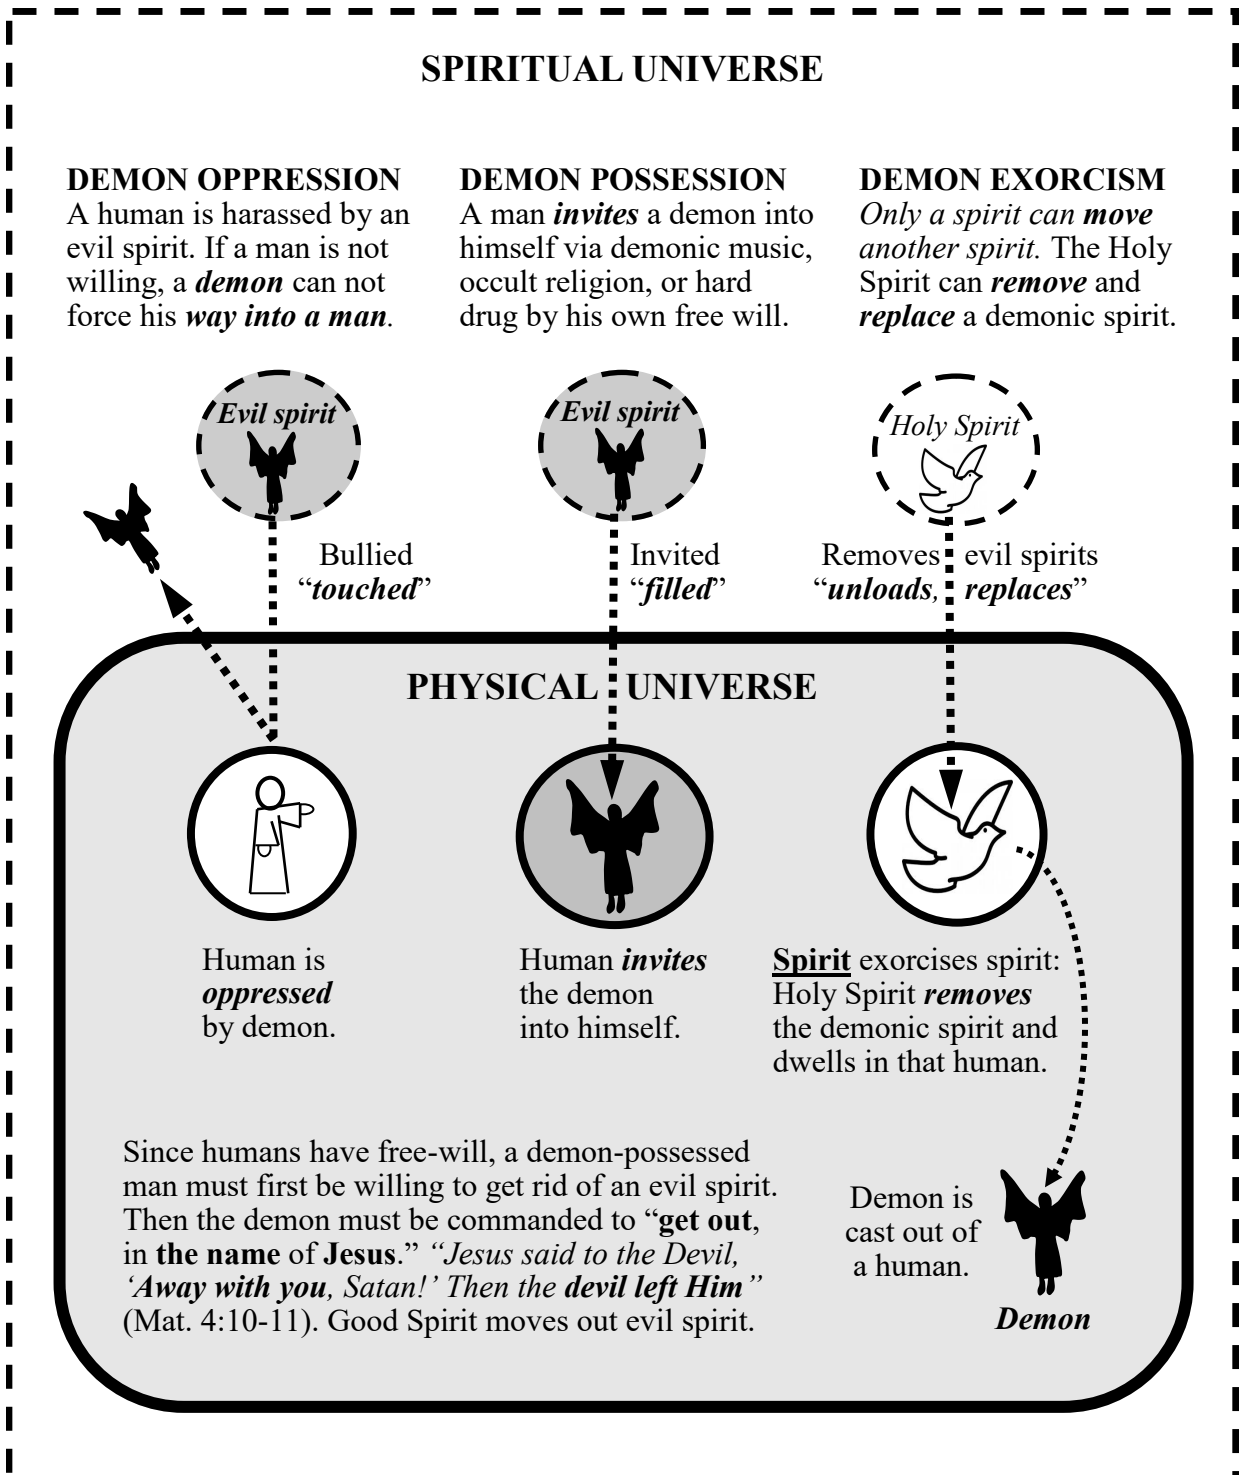 SPIRITUAL UNIVERSE
DEMON OPPRESSION
A human is harassed by an
evil spirit. If a man is not
willing, a demon can not
force his way into a man.
DEMON POSSESSION
A man invites a demon into
himself via demonic music,
occult religion, or hard
drug by his own free will.
DEMON EXORCISM
Only a spirit can move
another spirit. The Holy
Spirit can remove and
replace a demonic spirit.
Evil spirit
Evil spirit
Holy Spirit
Bullied
“touched”
Invited
“filled”
Removes evil spirits
“unloads, replaces”
PHYSICAL UNIVERSE
Human is
oppressed
by demon.
Human invites
the demon
into himself.
Spirit exorcises spirit:
Holy Spirit removes
the demonic spirit and
dwells in that human.
Since humans have free-will, a demon-possessed
man must first be willing to get rid of an evil spirit.
Then the demon must be commanded to “get out,
in the name of Jesus.” “Jesus said to the Devil,
‘Away with you, Satan!’ Then the devil left Him”
(Mat. 4:10-11). Good Spirit moves out evil spirit.
Demon is
cast out of
a human.
Demon